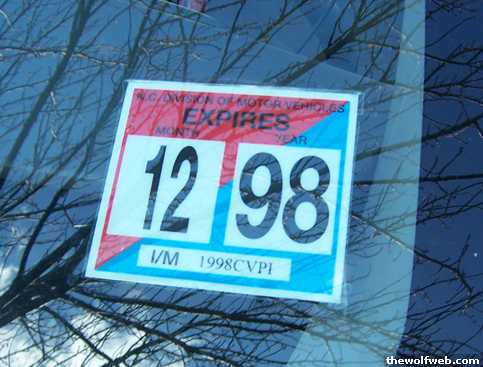 N.C. DIVISION OF MOTOR VEHICLES
EXPIRES
MONTH YEAR
12 98
I/M 1998CVPI
thewolfweb.com